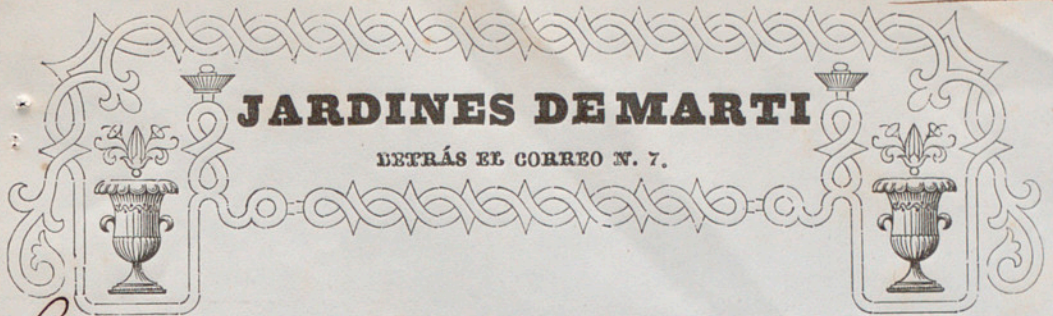 JARDINES DE MARTI
DETRÁS EL CORREO N. 7.